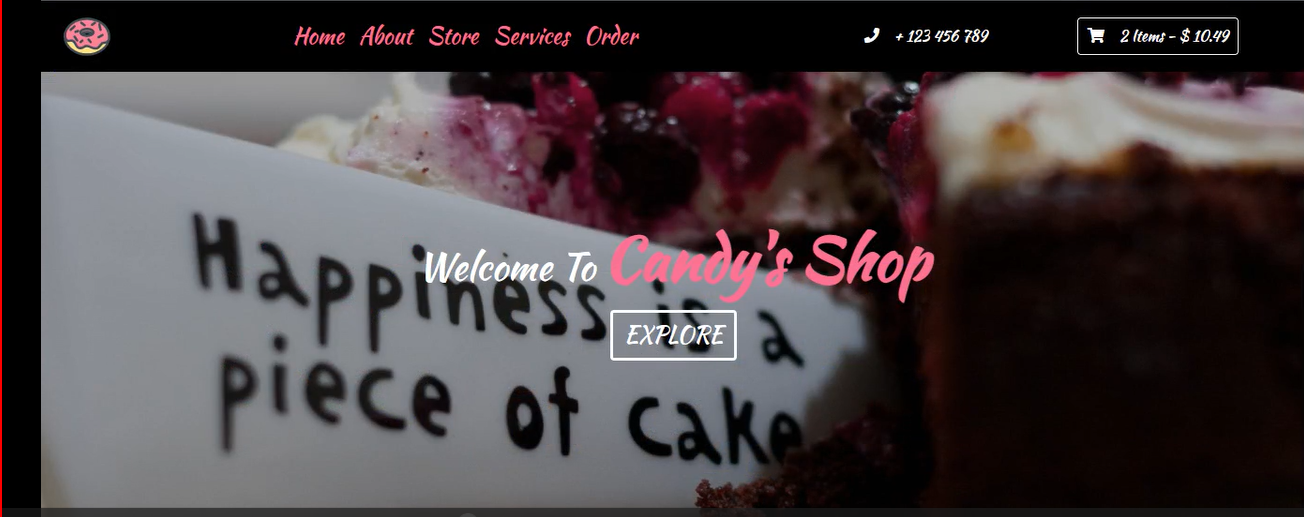 Home About Store Services Order
+ 123 456 789
2 Items - $ 10.49
Welcome To Candy's Shop
EXPLORE
Happiness is a
piece of cake